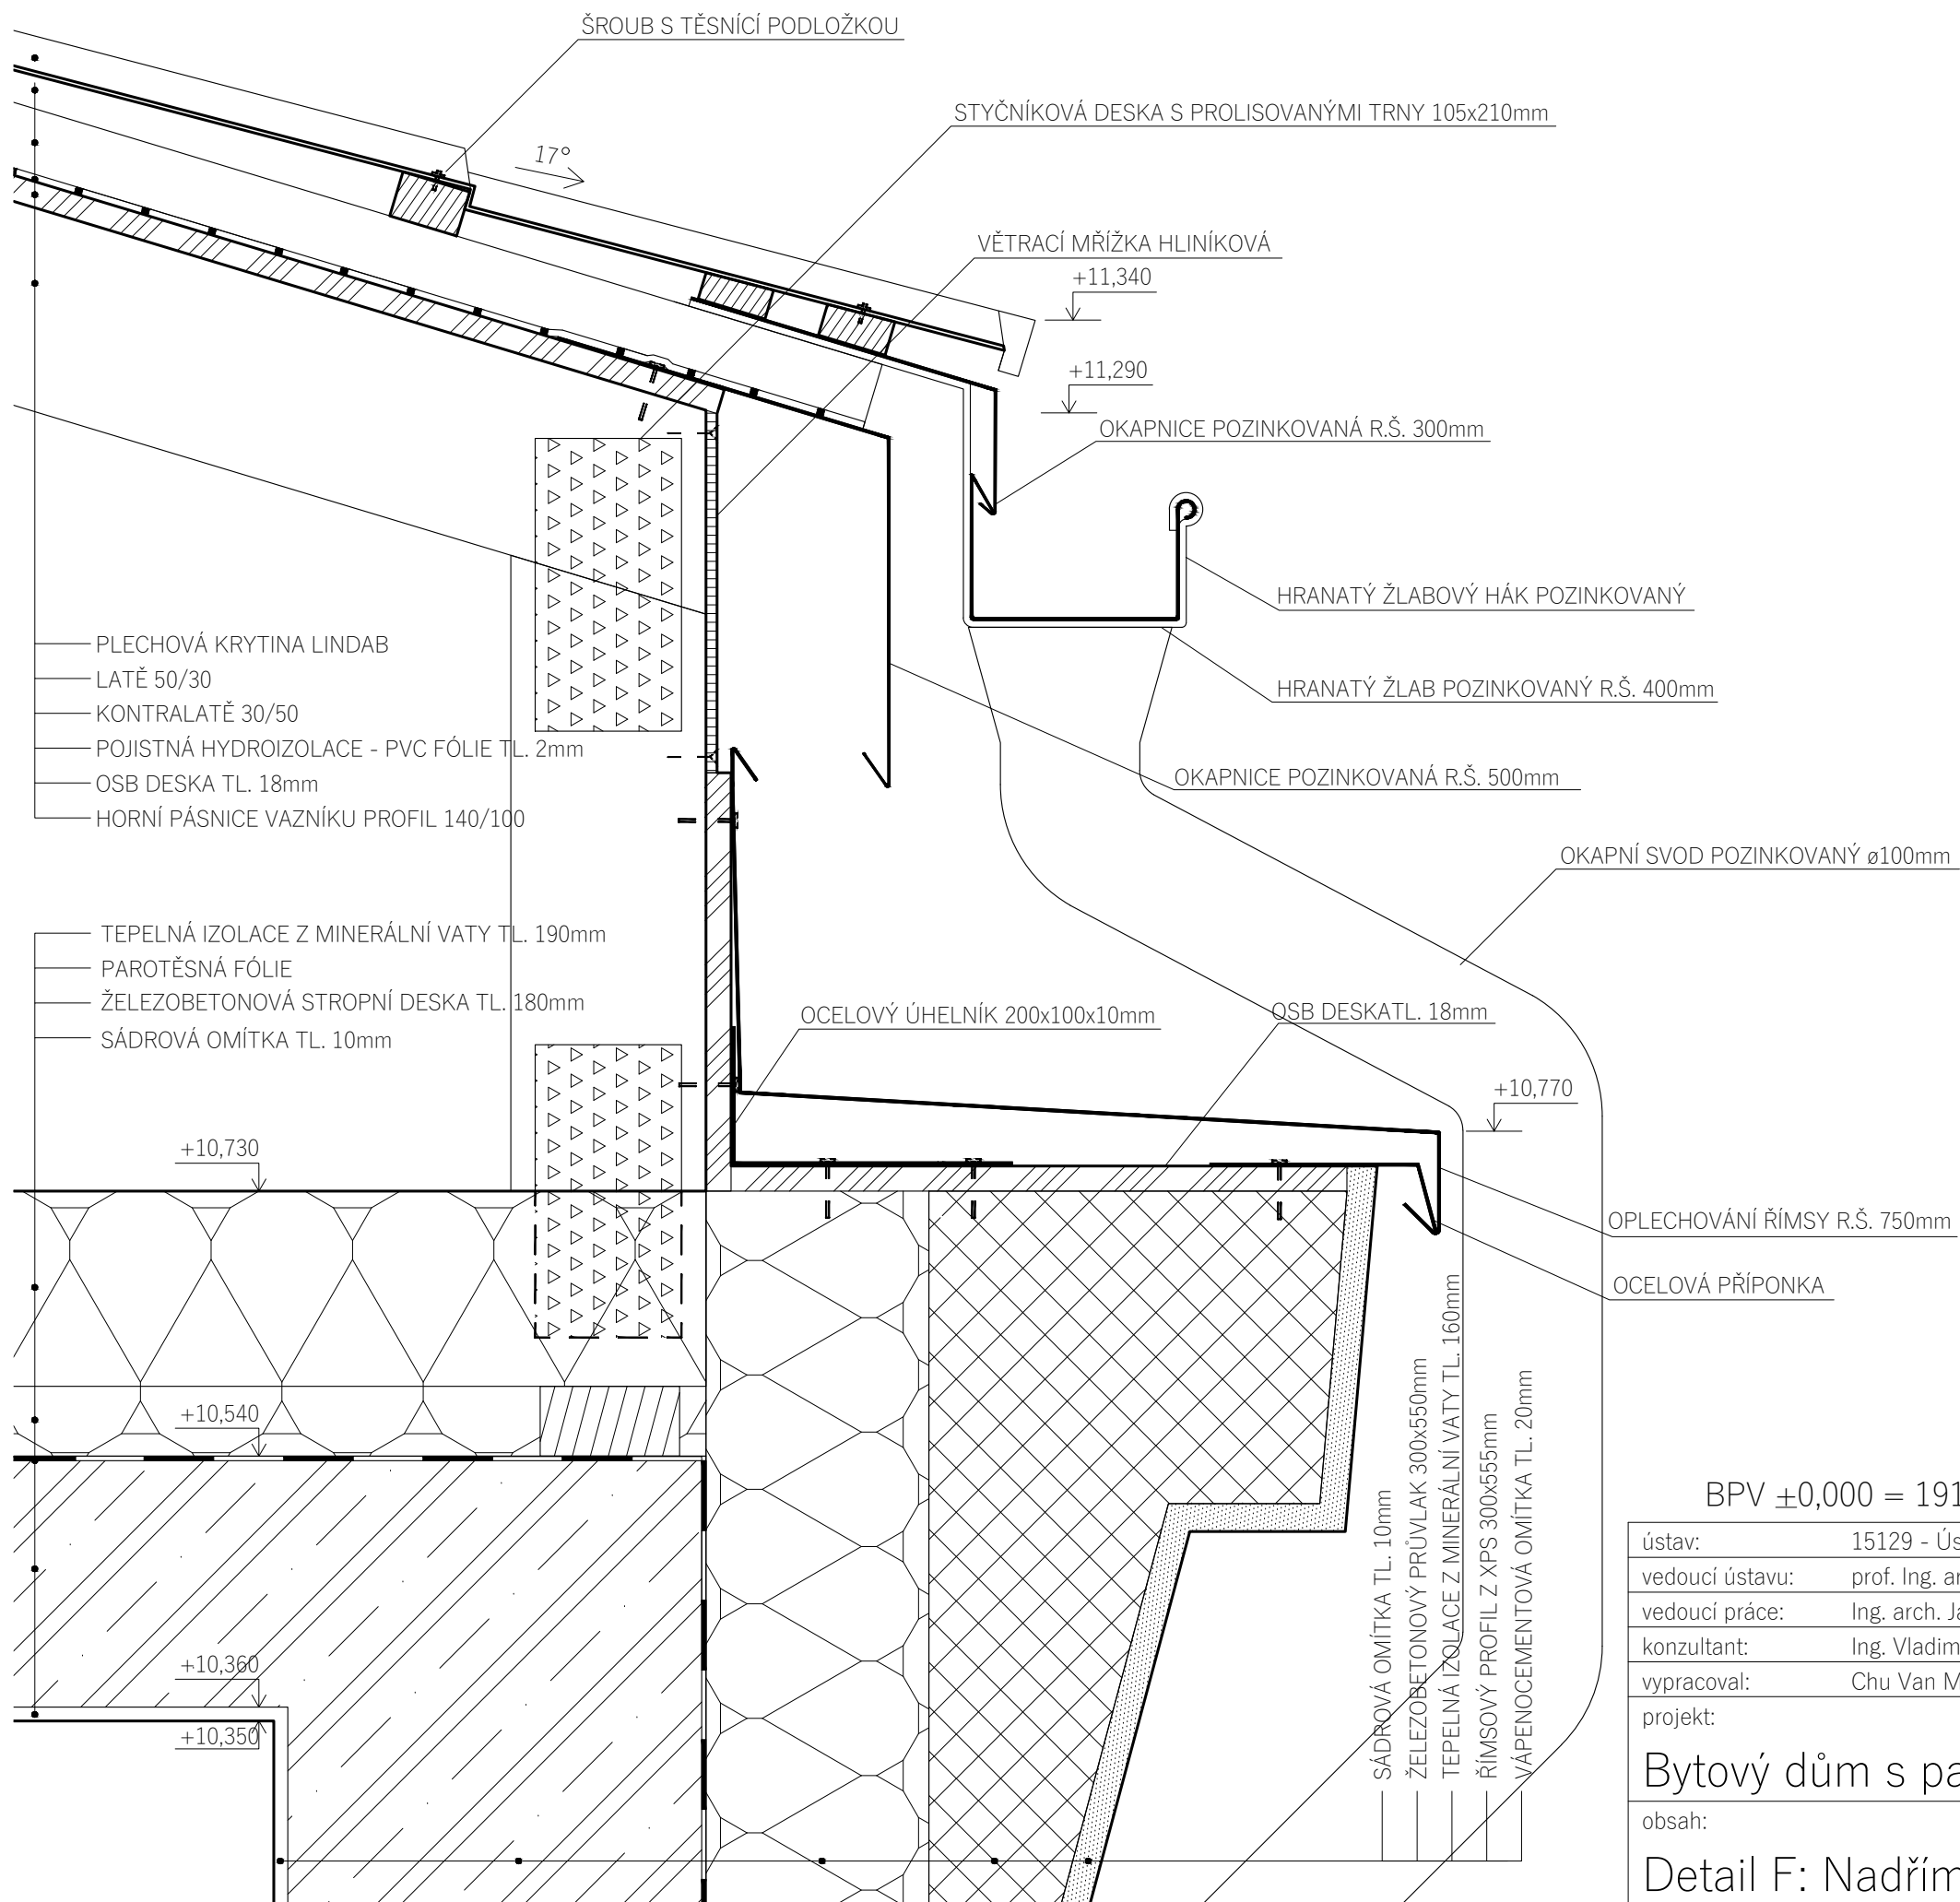 ŠROUB S TĚSNÍCÍ PODLOŽKOU
STYČNÍKOVÁ DESKA S PROLISOVANÝMI TRNY 105x210mm
17°
VĚTRACÍ MŘÍŽKA HLINÍKOVÁ
+11,340
+11,290
OKAPNICE POZINKOVANÁ R.Š. 300mm
HRANATÝ ŽLABOVÝ HÁK POZINKOVANÝ
HRANATÝ ŽLAB POZINKOVANÝ R.Š. 400mm
OKAPNICE POZINKOVANÁ R.Š. 500mm
OKAPNÍ SVOD POZINKOVANÝ ø100mm
PLECHOVÁ KRYTINA LINDAB
LATĚ 50/30
KONTRALATĚ 30/50
POJISTNÁ HYDROIZOLACE - PVC FÓLIE TL. 2mm
OSB DESKA TL. 18mm
HORNÍ PÁSNICE VAZNÍKU PROFIL 140/100
TEPELNÁ IZOLACE Z MINERÁLNÍ VATY TL. 190mm
PAROTĚSNÁ FÓLIE
ŽELEZOBETONOVÁ STROPNÍ DESKA TL. 180mm
SÁDROVÁ OMÍTKA TL. 10mm
OCELOVÝ ÚHELNÍK 200x100x10mm
OSB DESKATL. 18mm
+10,770
+10,730
OPLECHOVÁNÍ ŘÍMSY R.Š. 750mm
OCELOVÁ PŘÍPONKA
+10,540
+10,360
+10,350
SÁDROVÁ OMÍTKA TL. 10mm
ŽELEZOBETONOVÝ PRŮVLAK 300x550mm
TEPELNÁ IZOLACE Z MINERÁLNÍ VATY TL. 160mm
ŘÍMSOVÝ PROFIL Z XPS 300x555mm
VÁPENOCEMENTOVÁ OMÍTKA TL. 20mm
BPV ±0,000 = 191
ústav: 15129 - Ús
vedoucí ústavu: prof. Ing. ar
vedoucí práce: Ing. arch. Ja
konzultant: Ing. Vladim
vypracoval: Chu Van M
projekt:
Bytový dům s pa
obsah:
Detail F: Nadřím